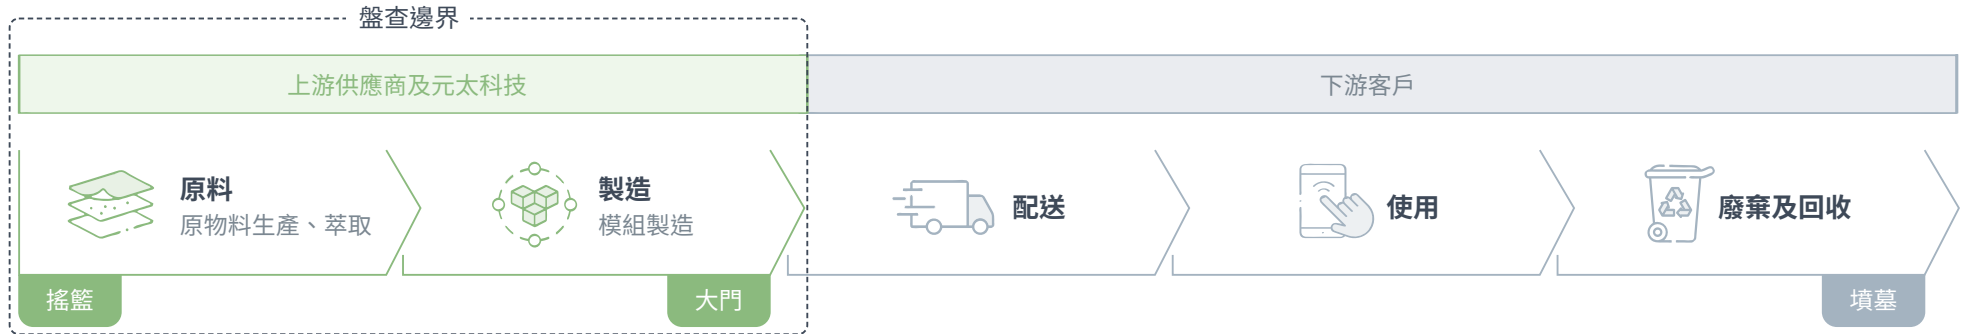 盤查邊界
上游供應商及元太科技
下游客戶
原料
原物料生產、萃取
製造
模組製造
配送
使用
廢棄及回收
搖籃
大門
墳墓